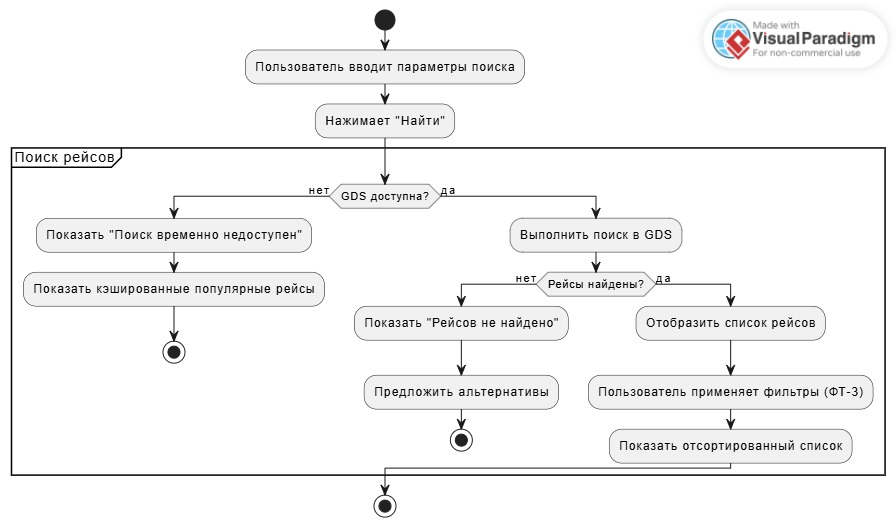 Made with
VisualParadigm
For non-commercial use
Пользователь вводит параметры поиска
Нажимает "Найти"
Поиск рейсов
нет
GDS доступна?
да
Показать "Поиск временно недоступен"
Выполнить поиск в GDS
Показать кэшированные популярные рейсы
нет
Рейсы найдены?
да
Показать "Рейсов не найдено"
Отобразить список рейсов
Предложить альтернативы
Пользователь применяет фильтры (ФТ-3)
Показать отсортированный список